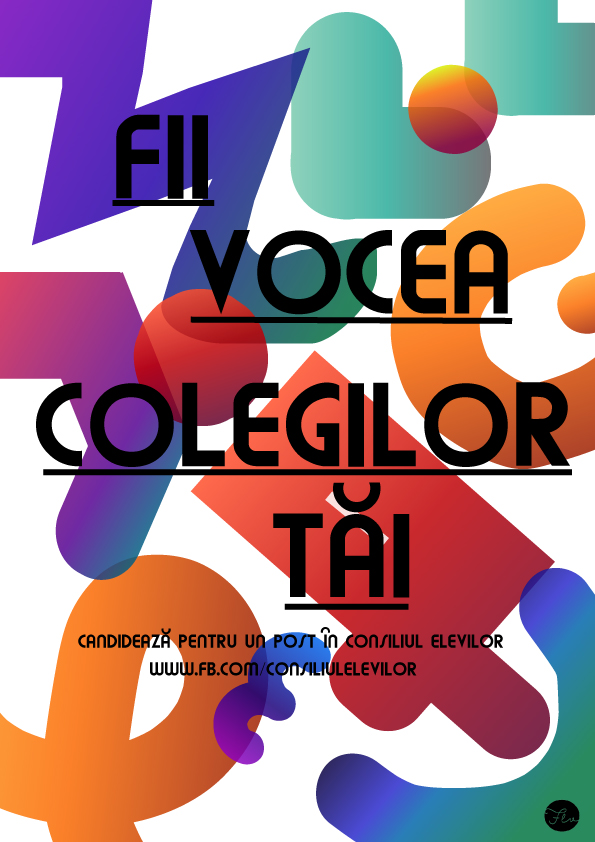 FII
VOCEA
COLEGILOR
TĂI
CANDIDEAZĂ PENTRU UN POST ÎN CONSILIUL ELEVILOR
WWW.FB.COM/CONSILIULELEVILOR